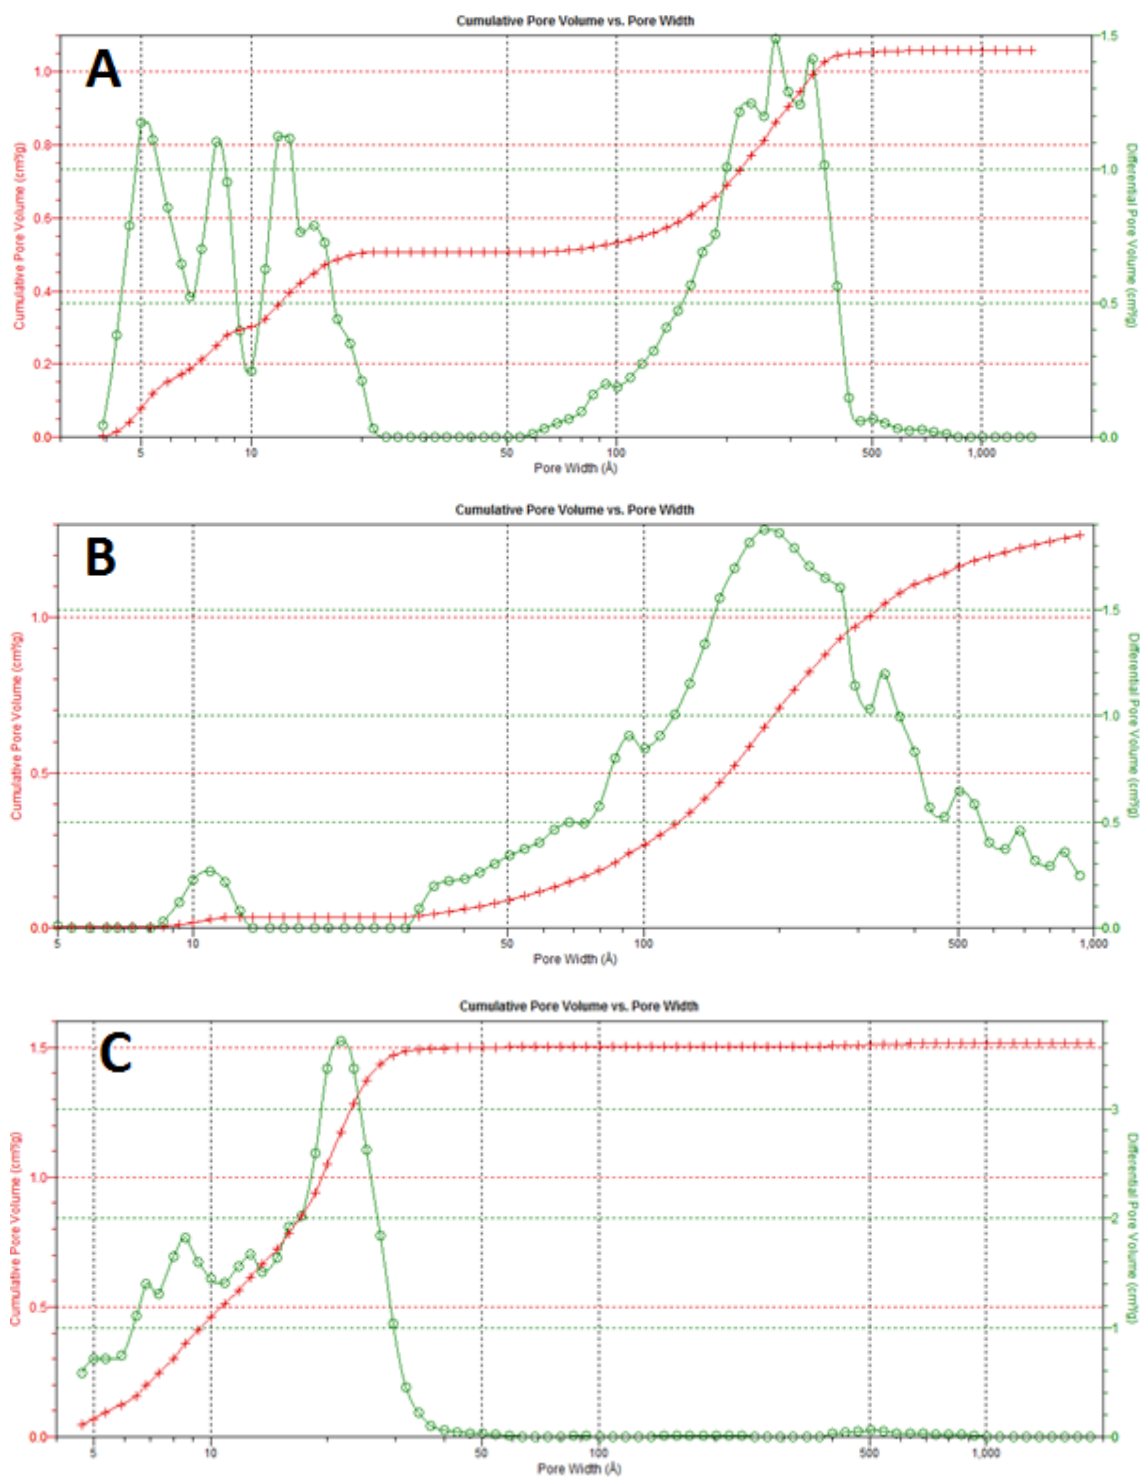 Cumulative Pore Volume vs. Pore Width
A
Cumulative Pore Volume (cm³/g)
Differential Pore Volume (cm³/g)
1.0
0.8
0.6
0.4
0.2
0.0
1.5
1.0
0.5
0.0
5 10 50 100 500 1,000
Pore Width (Å)
Cumulative Pore Volume vs. Pore Width
B
Cumulative Pore Volume (cm³/g)
Differential Pore Volume (cm³/g)
1.0
0.5
0.0
1.5
1.0
0.5
0.0
5 10 50 100 500 1,000
Pore Width (Å)
Cumulative Pore Volume vs. Pore Width
C
Cumulative Pore Volume (cm³/g)
Differential Pore Volume (cm³/g)
1.5
1.0
0.5
0.0
3
2
1
0
5 10 50 100 500 1,000
Pore Width (Å)